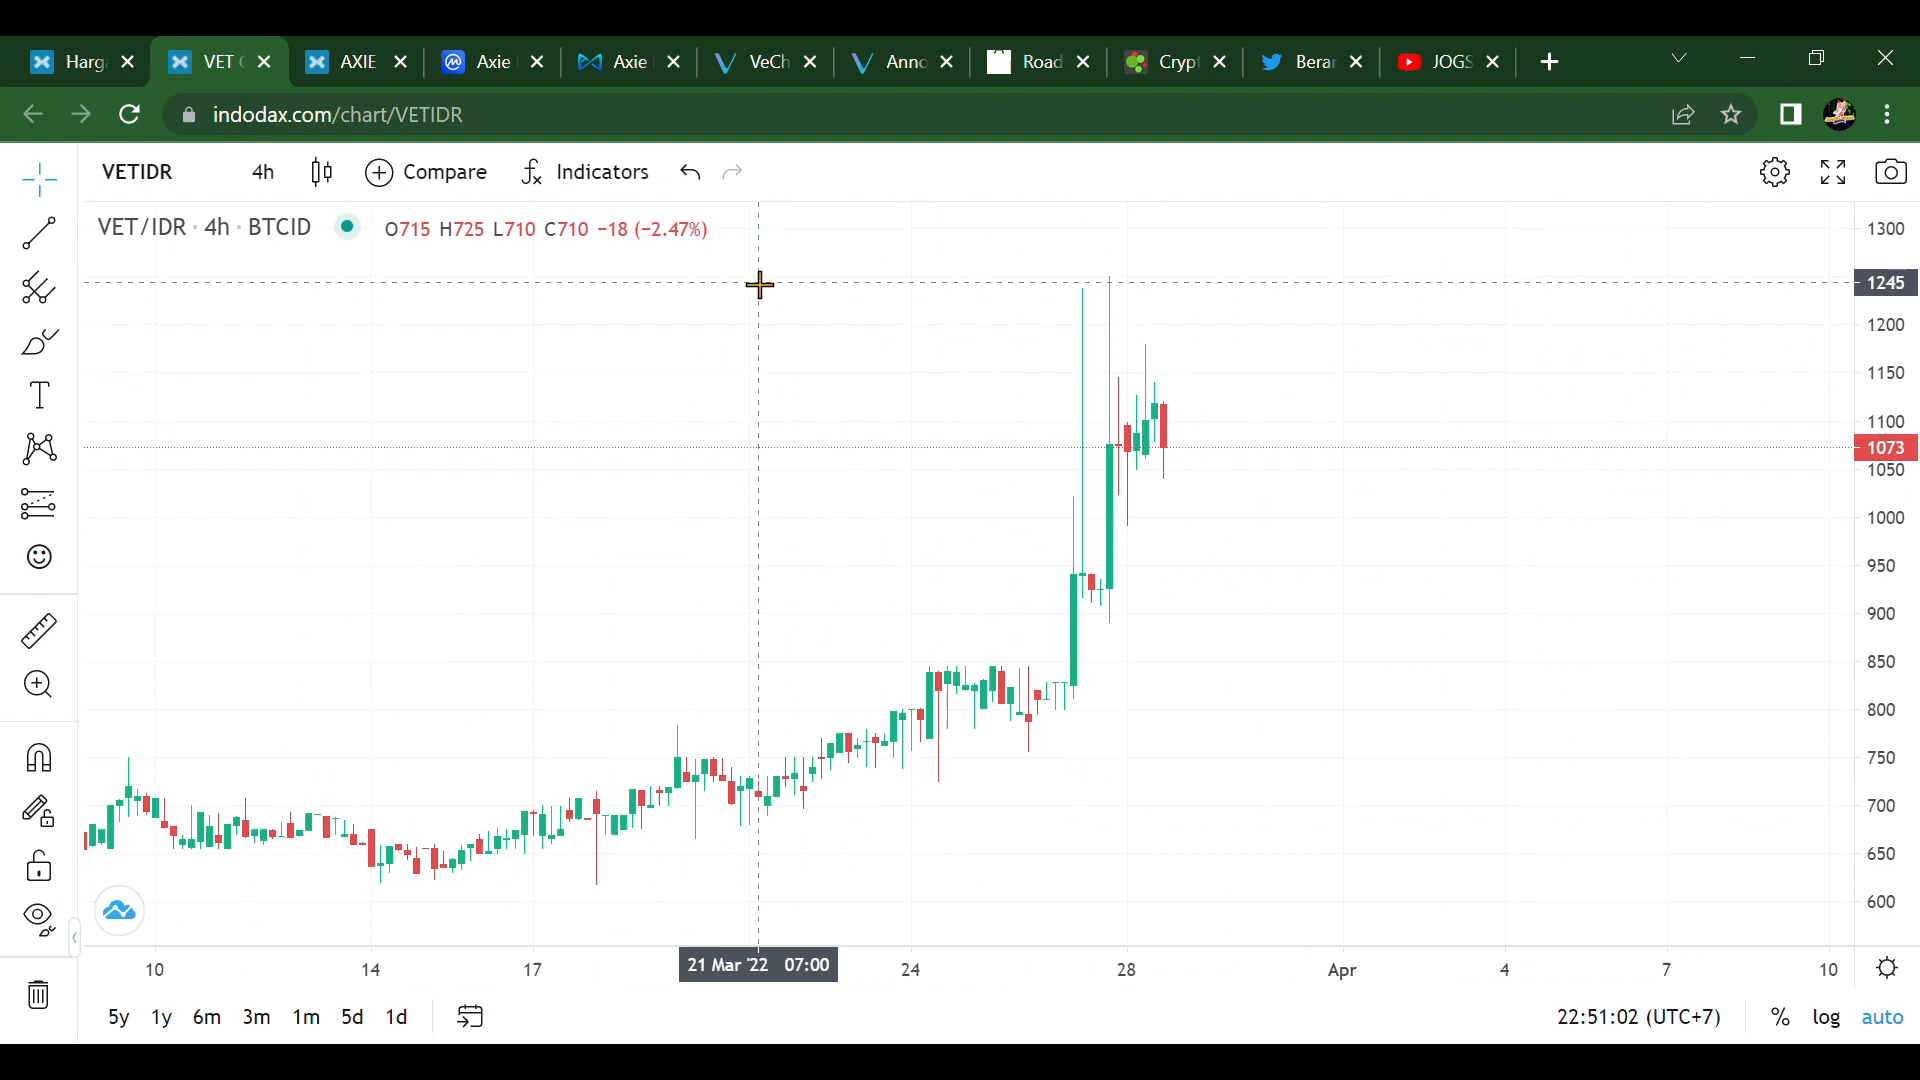 Harga VET ( AXIE Axie Axie VeCh Anno Road Cryp Berar JOGS
indodax.com/chart/VETIDR
VETIDR 4h Compare Indicators
VET/IDR · 4h · BTCID O715 H725 L710 C710 −18 (−2.47%)
1300
1245
1200
1150
1100
1073
1050
1000
950
900
850
800
750
700
650
600
10 14 17 21 Mar '22 07:00 24 28 Apr 4 7 10
5y 1y 6m 3m 1m 5d 1d 22:51:02 (UTC+7) % log auto